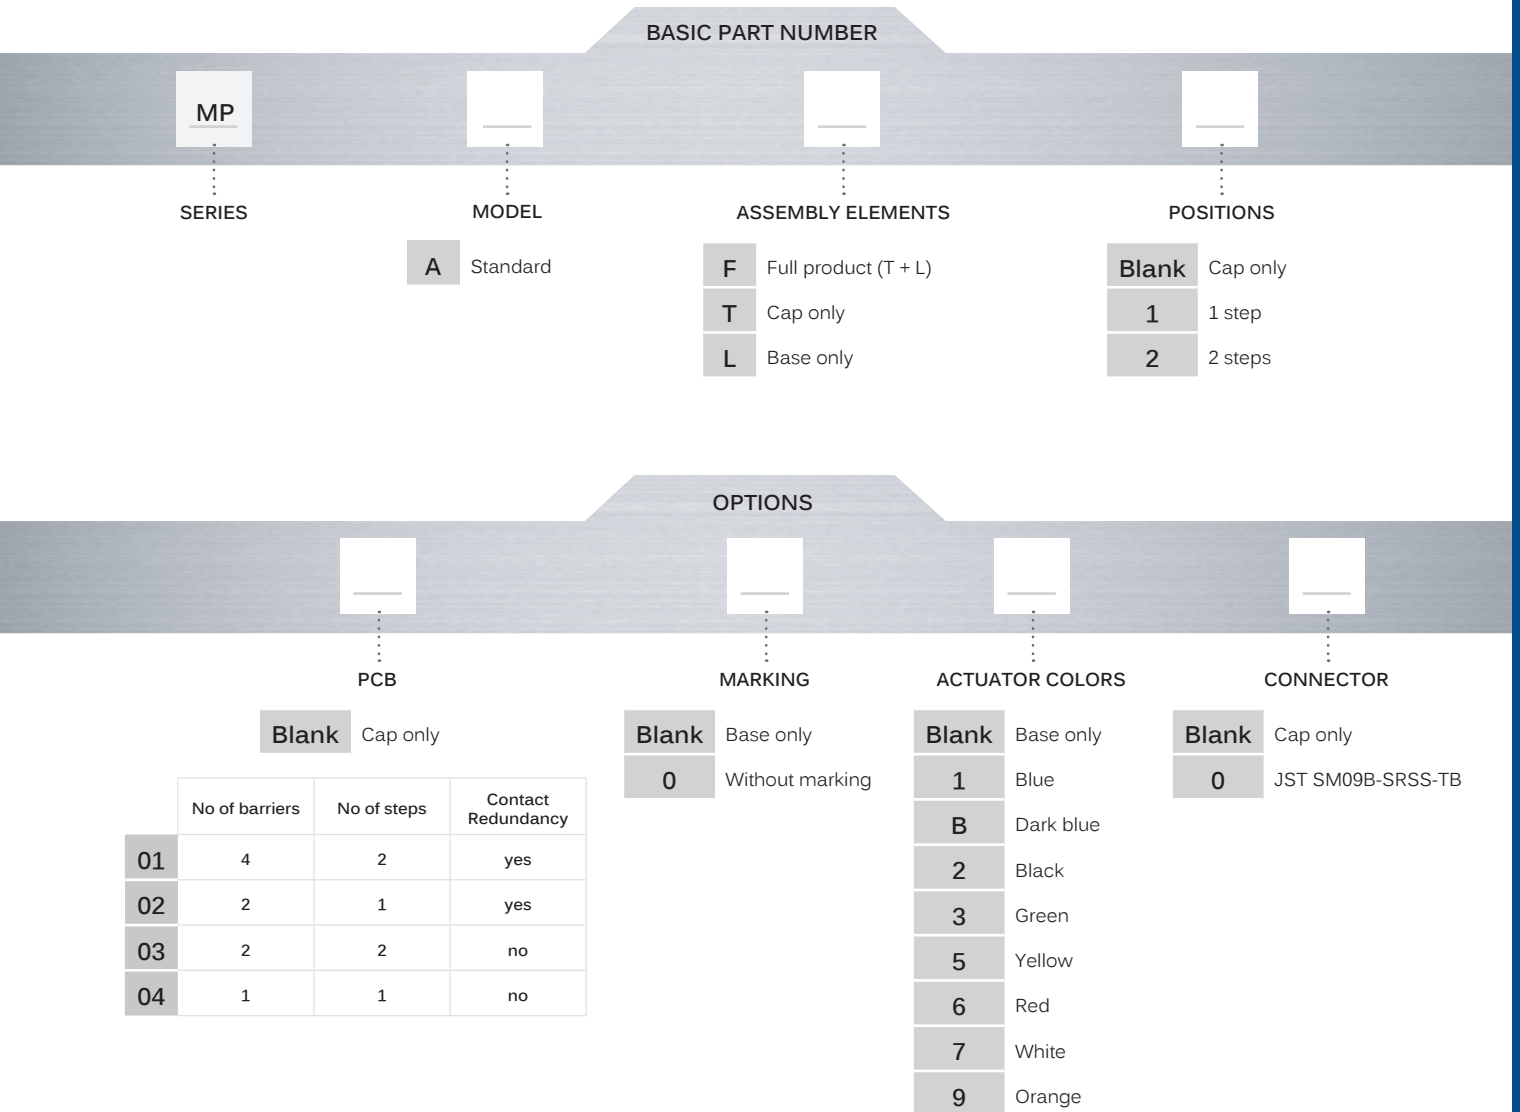 BASIC PART NUMBER
MP
SERIES
MODEL
ASSEMBLY ELEMENTS
POSITIONS
A Standard
F Full product (T + L)
T Cap only
L Base only
Blank Cap only
1 1 step
2 2 steps
OPTIONS
PCB
MARKING
ACTUATOR COLORS
CONNECTOR
Blank Cap only
No of barriers No of steps Contact Redundancy
01 4 2 yes
02 2 1 yes
03 2 2 no
04 1 1 no
Blank Base only
0 Without marking
Blank Base only
1 Blue
B Dark blue
2 Black
3 Green
5 Yellow
6 Red
7 White
9 Orange
Blank Cap only
0 JST SM09B-SRSS-TB